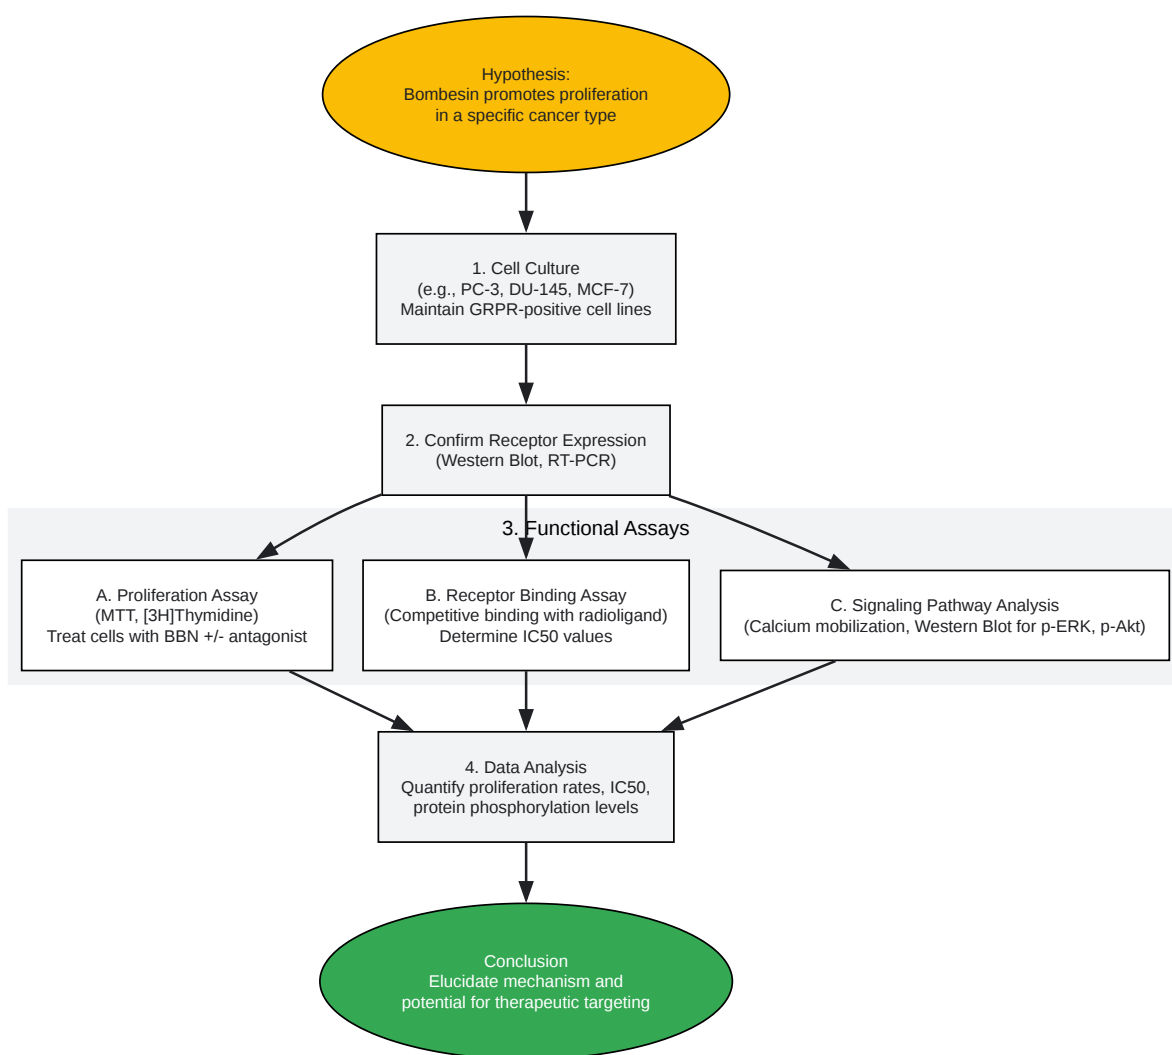 Hypothesis:
Bombesin promotes proliferation
in a specific cancer type
1. Cell Culture
(e.g., PC-3, DU-145, MCF-7)
Maintain GRPR-positive cell lines
2. Confirm Receptor Expression
(Western Blot, RT-PCR)
3. Functional Assays
A. Proliferation Assay
(MTT, [3H]Thymidine)
Treat cells with BBN +/- antagonist
B. Receptor Binding Assay
(Competitive binding with radioligand)
Determine IC50 values
C. Signaling Pathway Analysis
(Calcium mobilization, Western Blot for p-ERK, p-Akt)
4. Data Analysis
Quantify proliferation rates, IC50,
protein phosphorylation levels
Conclusion
Elucidate mechanism and
potential for therapeutic targeting